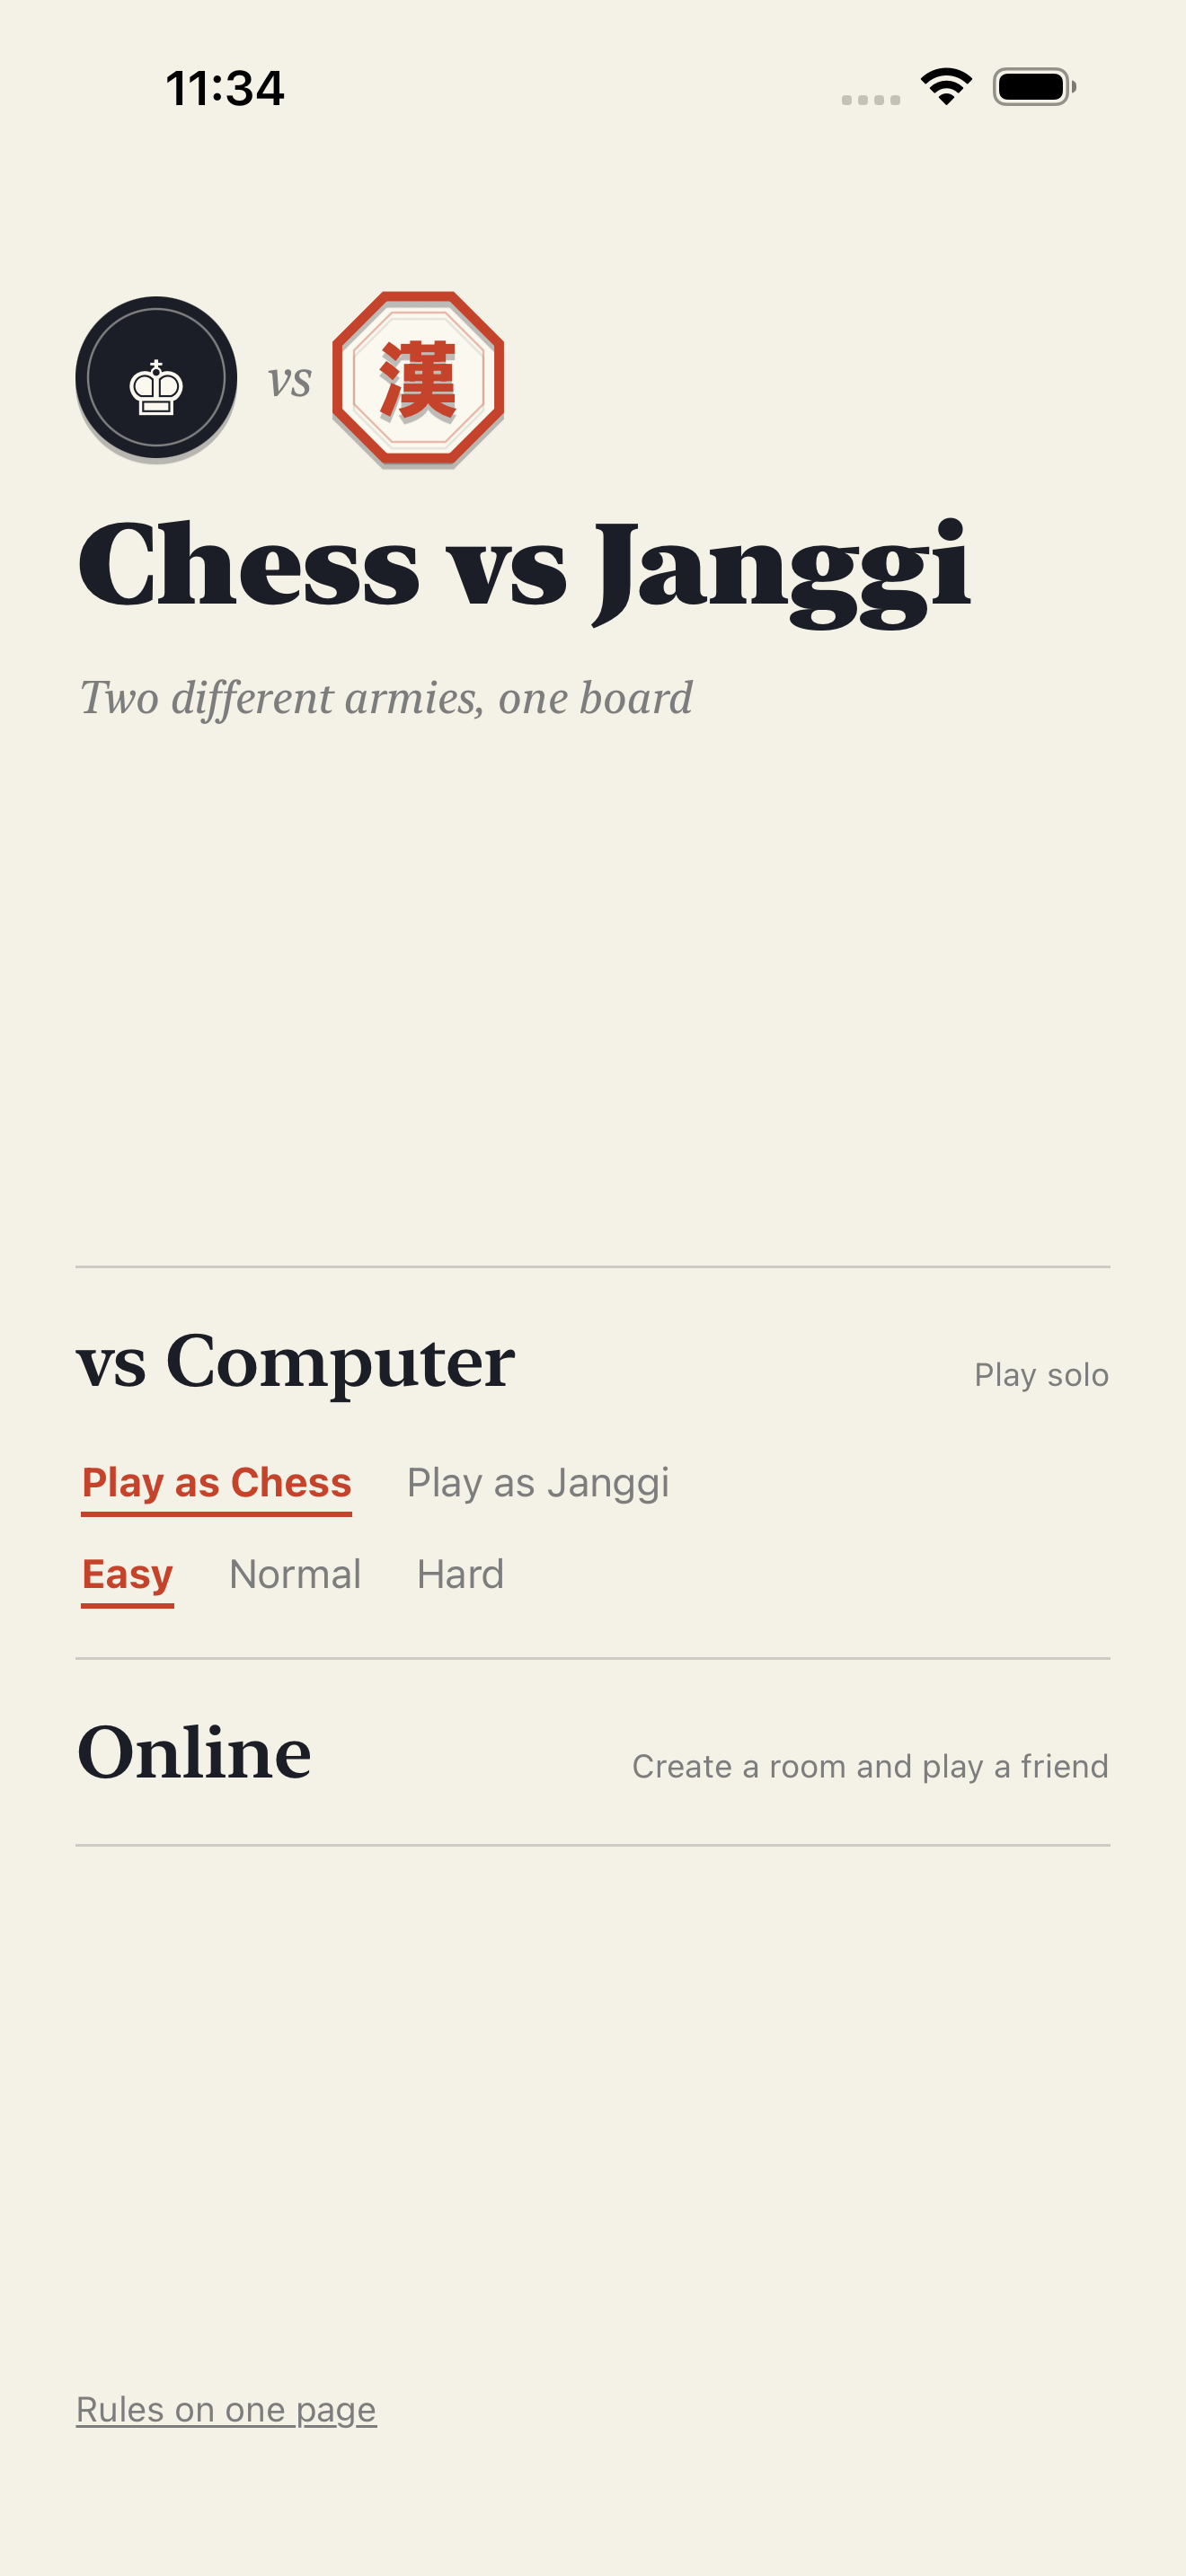 11:34
vs
漢
Chess vs Janggi
Two different armies, one board
vs Computer
Play solo
Play as Chess Play as Janggi
Easy Normal Hard
Online
Create a room and play a friend
Rules on one page